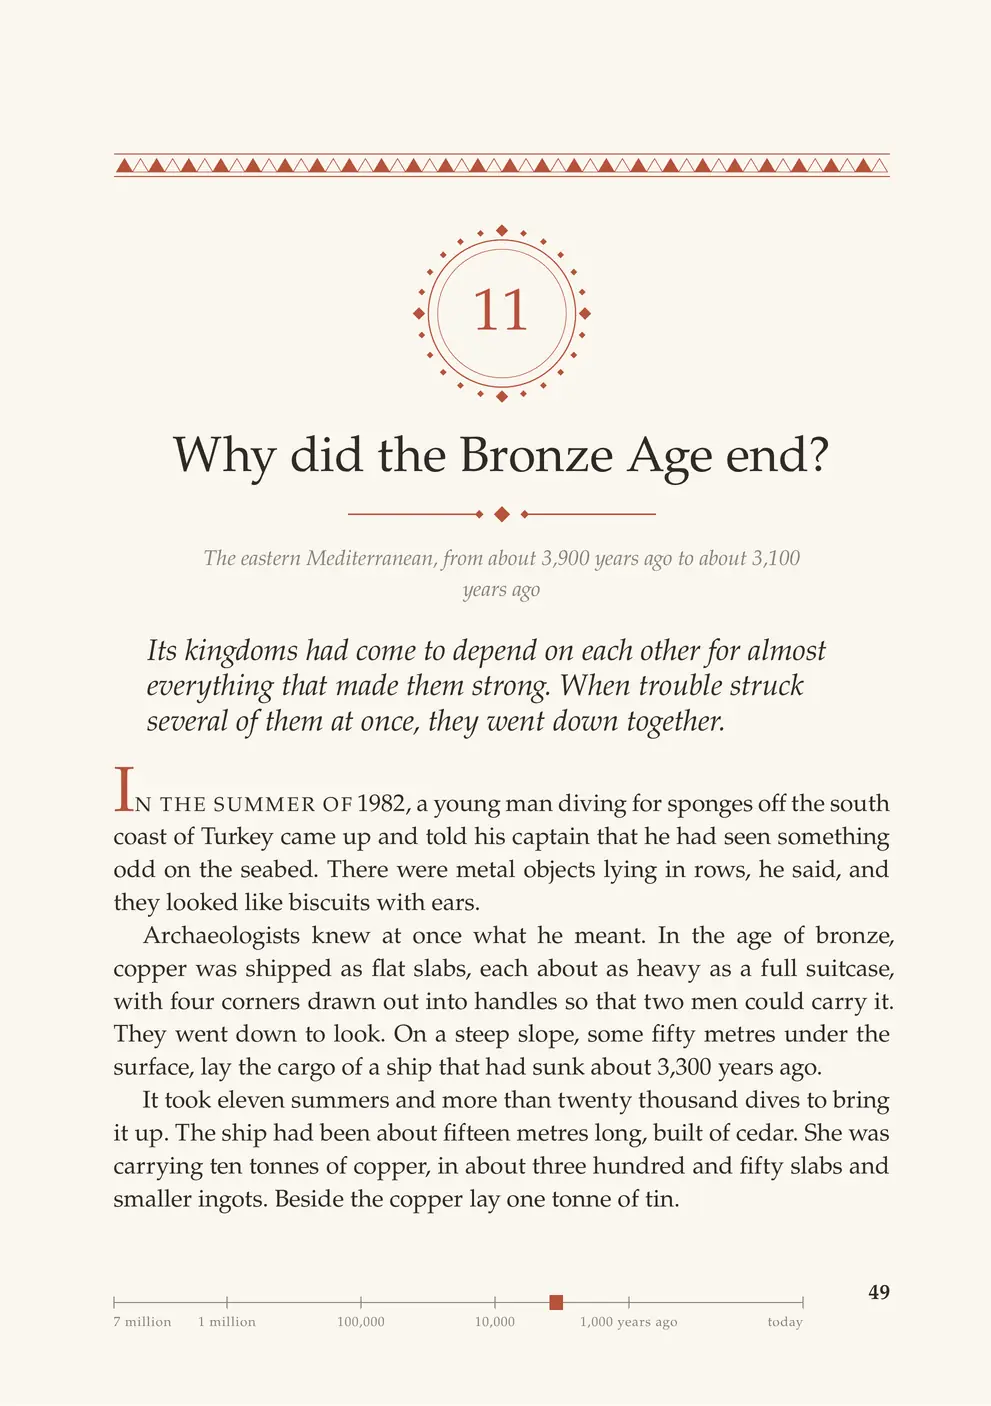 11
Why did the Bronze Age end?
The eastern Mediterranean, from about 3,900 years ago to about 3,100
years ago
Its kingdoms had come to depend on each other for almost
everything that made them strong. When trouble struck
several of them at once, they went down together.
IN THE SUMMER OF 1982, a young man diving for sponges off the south
coast of Turkey came up and told his captain that he had seen something
odd on the seabed. There were metal objects lying in rows, he said, and
they looked like biscuits with ears.
Archaeologists knew at once what he meant. In the age of bronze,
copper was shipped as flat slabs, each about as heavy as a full suitcase,
with four corners drawn out into handles so that two men could carry it.
They went down to look. On a steep slope, some fifty metres under the
surface, lay the cargo of a ship that had sunk about 3,300 years ago.
It took eleven summers and more than twenty thousand dives to bring
it up. The ship had been about fifteen metres long, built of cedar. She was
carrying ten tonnes of copper, in about three hundred and fifty slabs and
smaller ingots. Beside the copper lay one tonne of tin.
49
7 million 1 million 100,000 10,000 1,000 years ago today